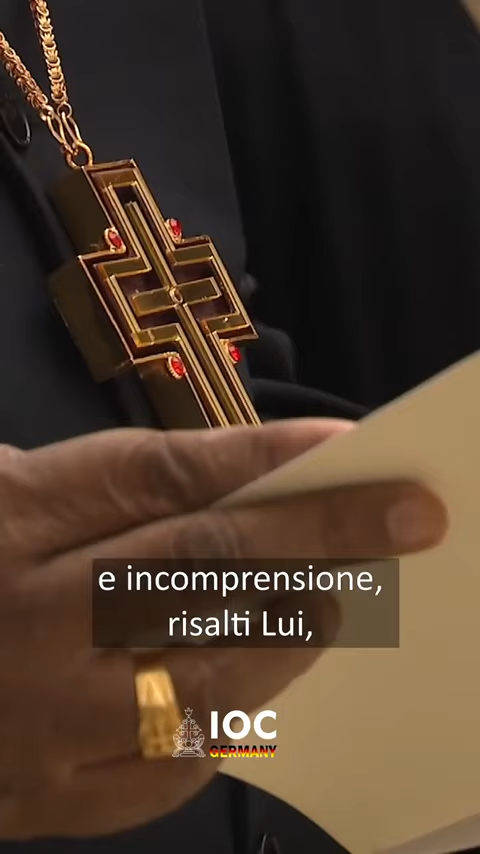 e incomprensione,
risalti Lui,
IOC
GERMANY